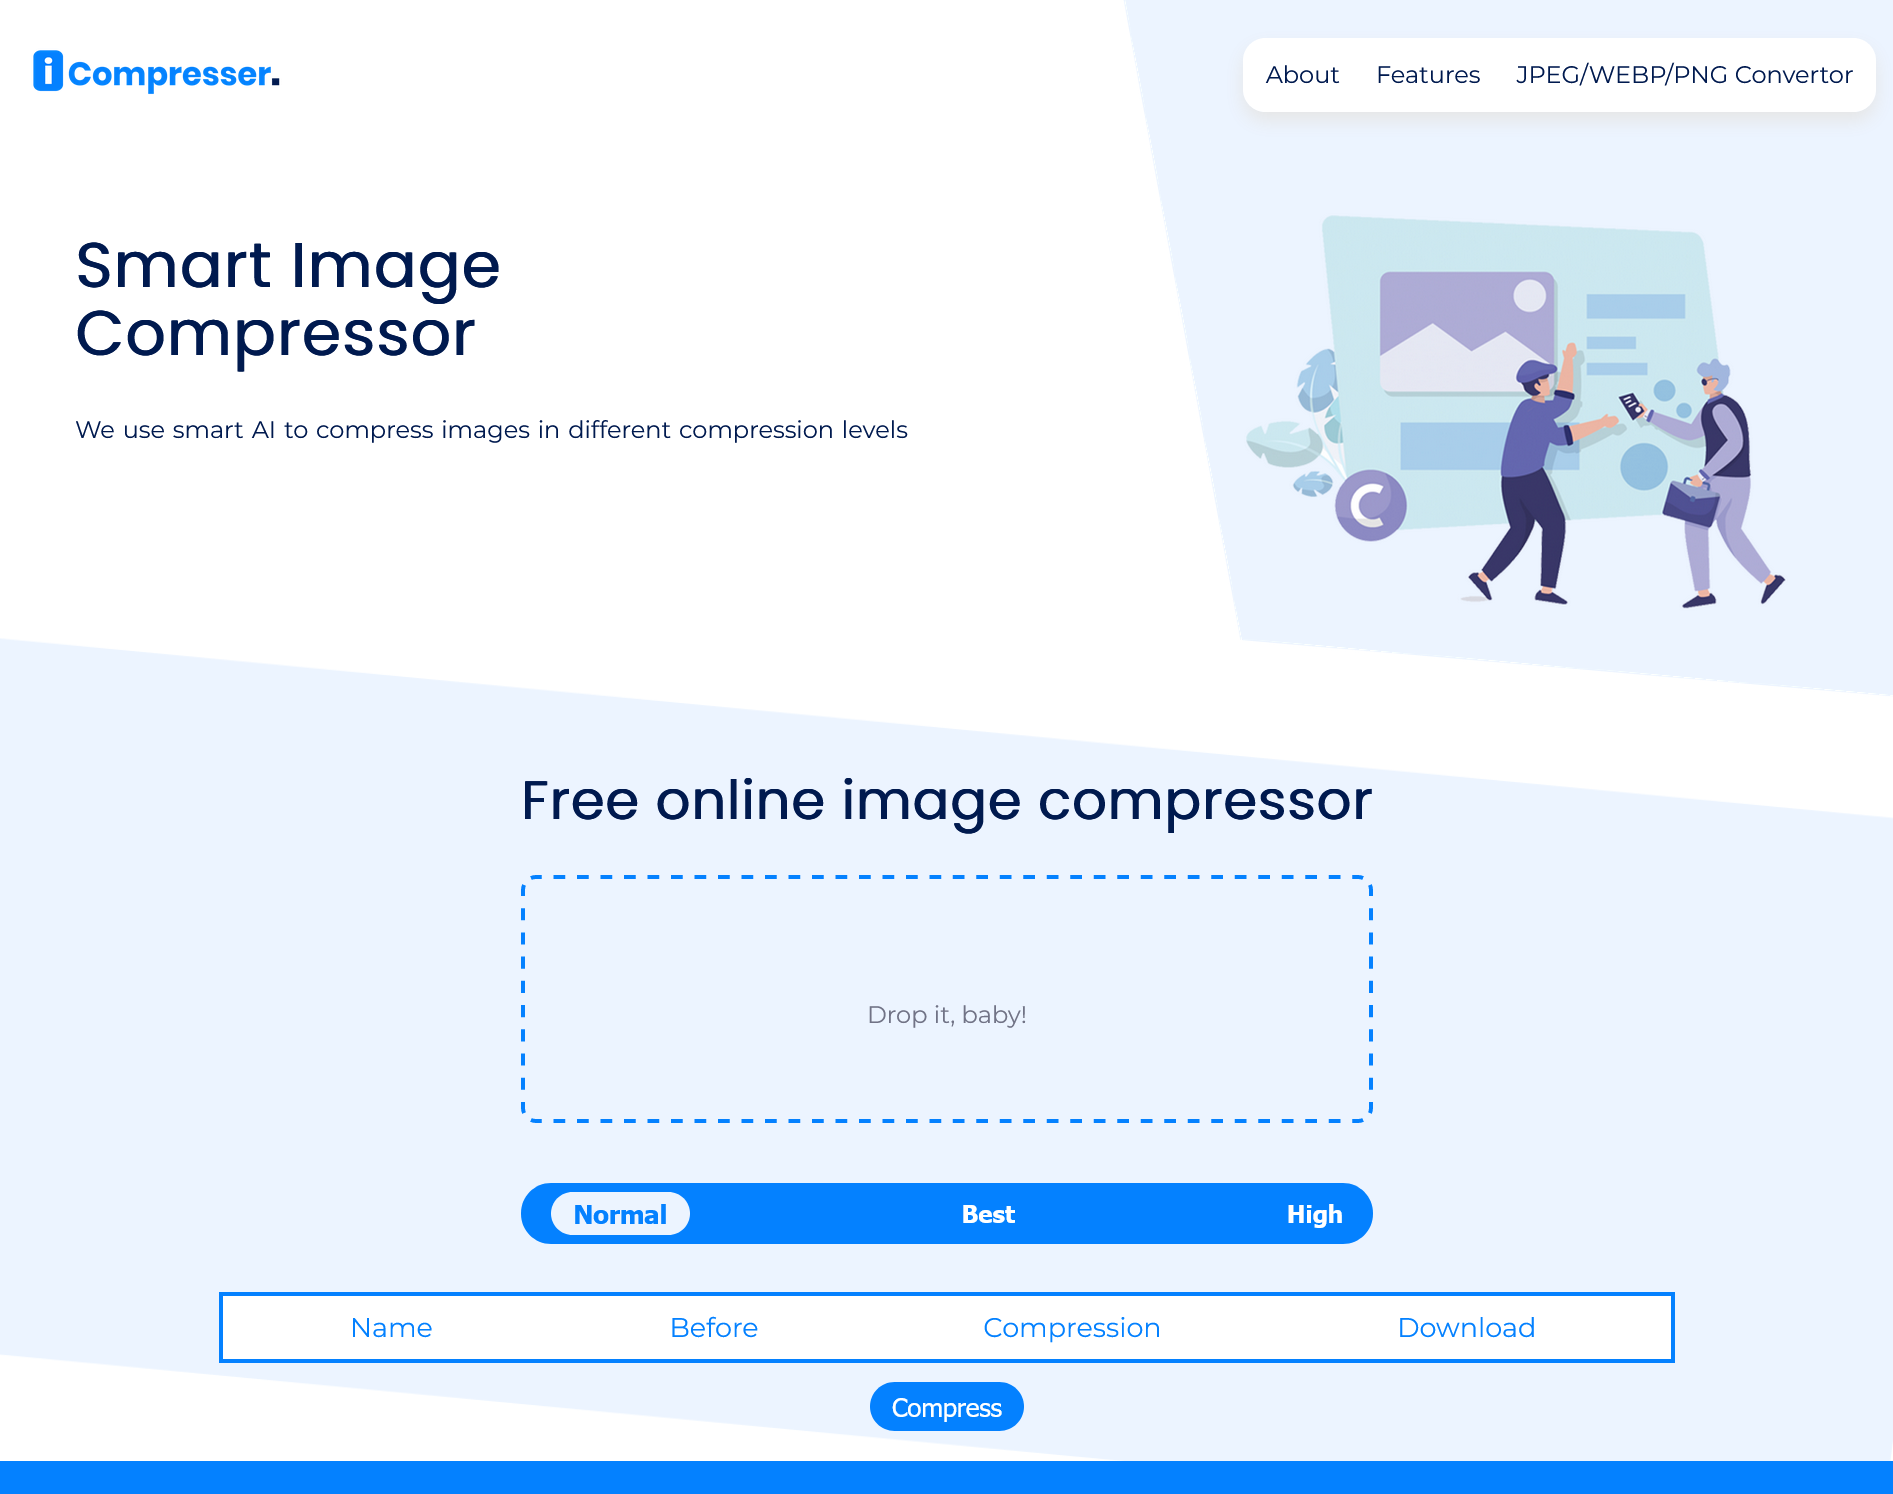 i Compresser.
About Features JPEG/WEBP/PNG Convertor
Smart Image
Compressor
We use smart AI to compress images in different compression levels
C
Free online image compressor
Drop it, baby!
Normal Best High
Name Before Compression Download
Compress